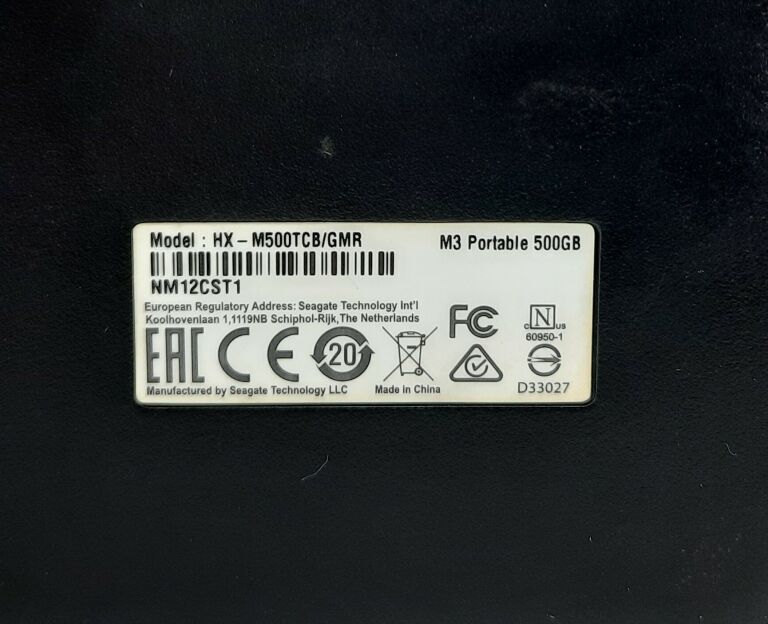 Model : HX – M500TCB/GMR M3 Portable 500GB
NM12CST1
European Regulatory Address: Seagate Technology Int'l
Koolhovenlaan 1,1119NB Schiphol-Rijk,The Netherlands
FC
c N us
60950-1
EAC CE 20
D33027
Manufactured by Seagate Technology LLC Made in China